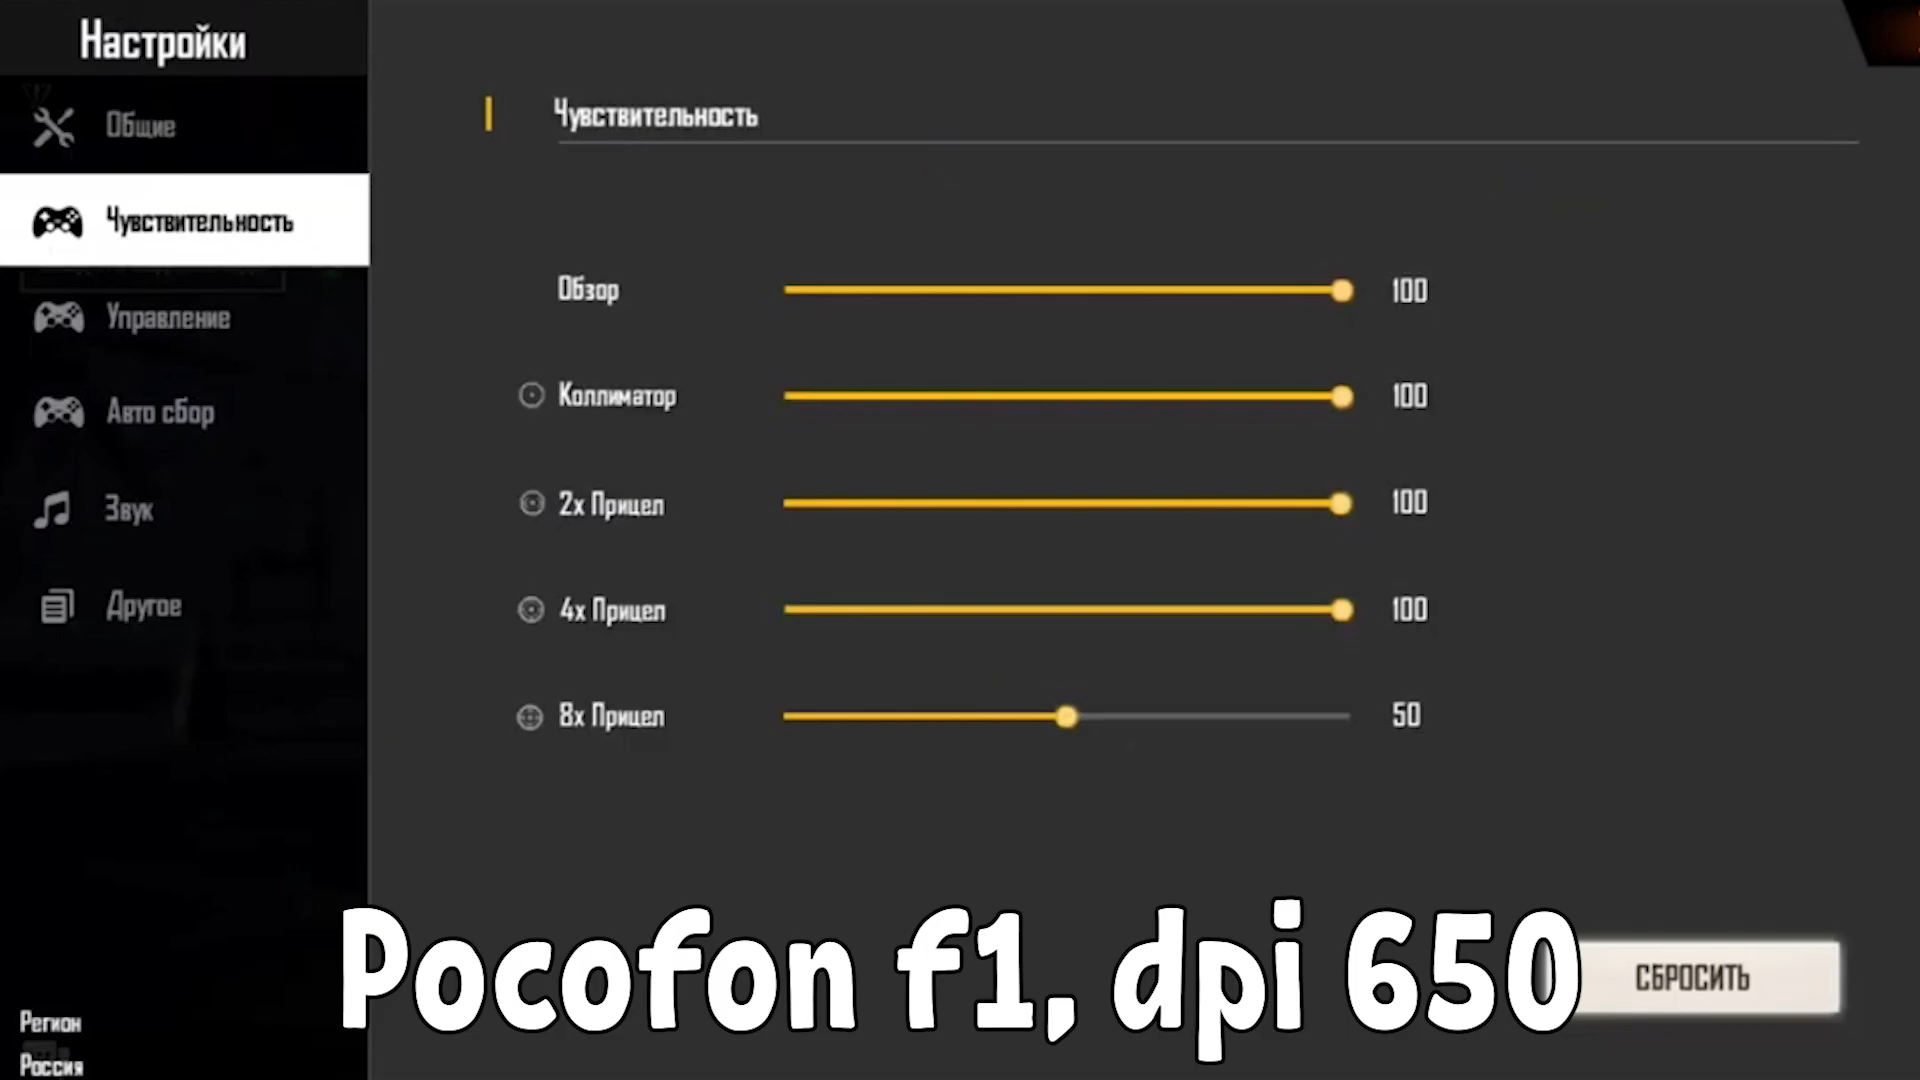 Настройки
Общие
Чувствительность
Управление
Авто сбор
Звук
Другое
Регион
Россия
Чувствительность
Обзор 100
Коллиматор 100
2х Прицел 100
4х Прицел 100
8х Прицел 50
Pocofon f1, dpi 650
СБРОСИТЬ